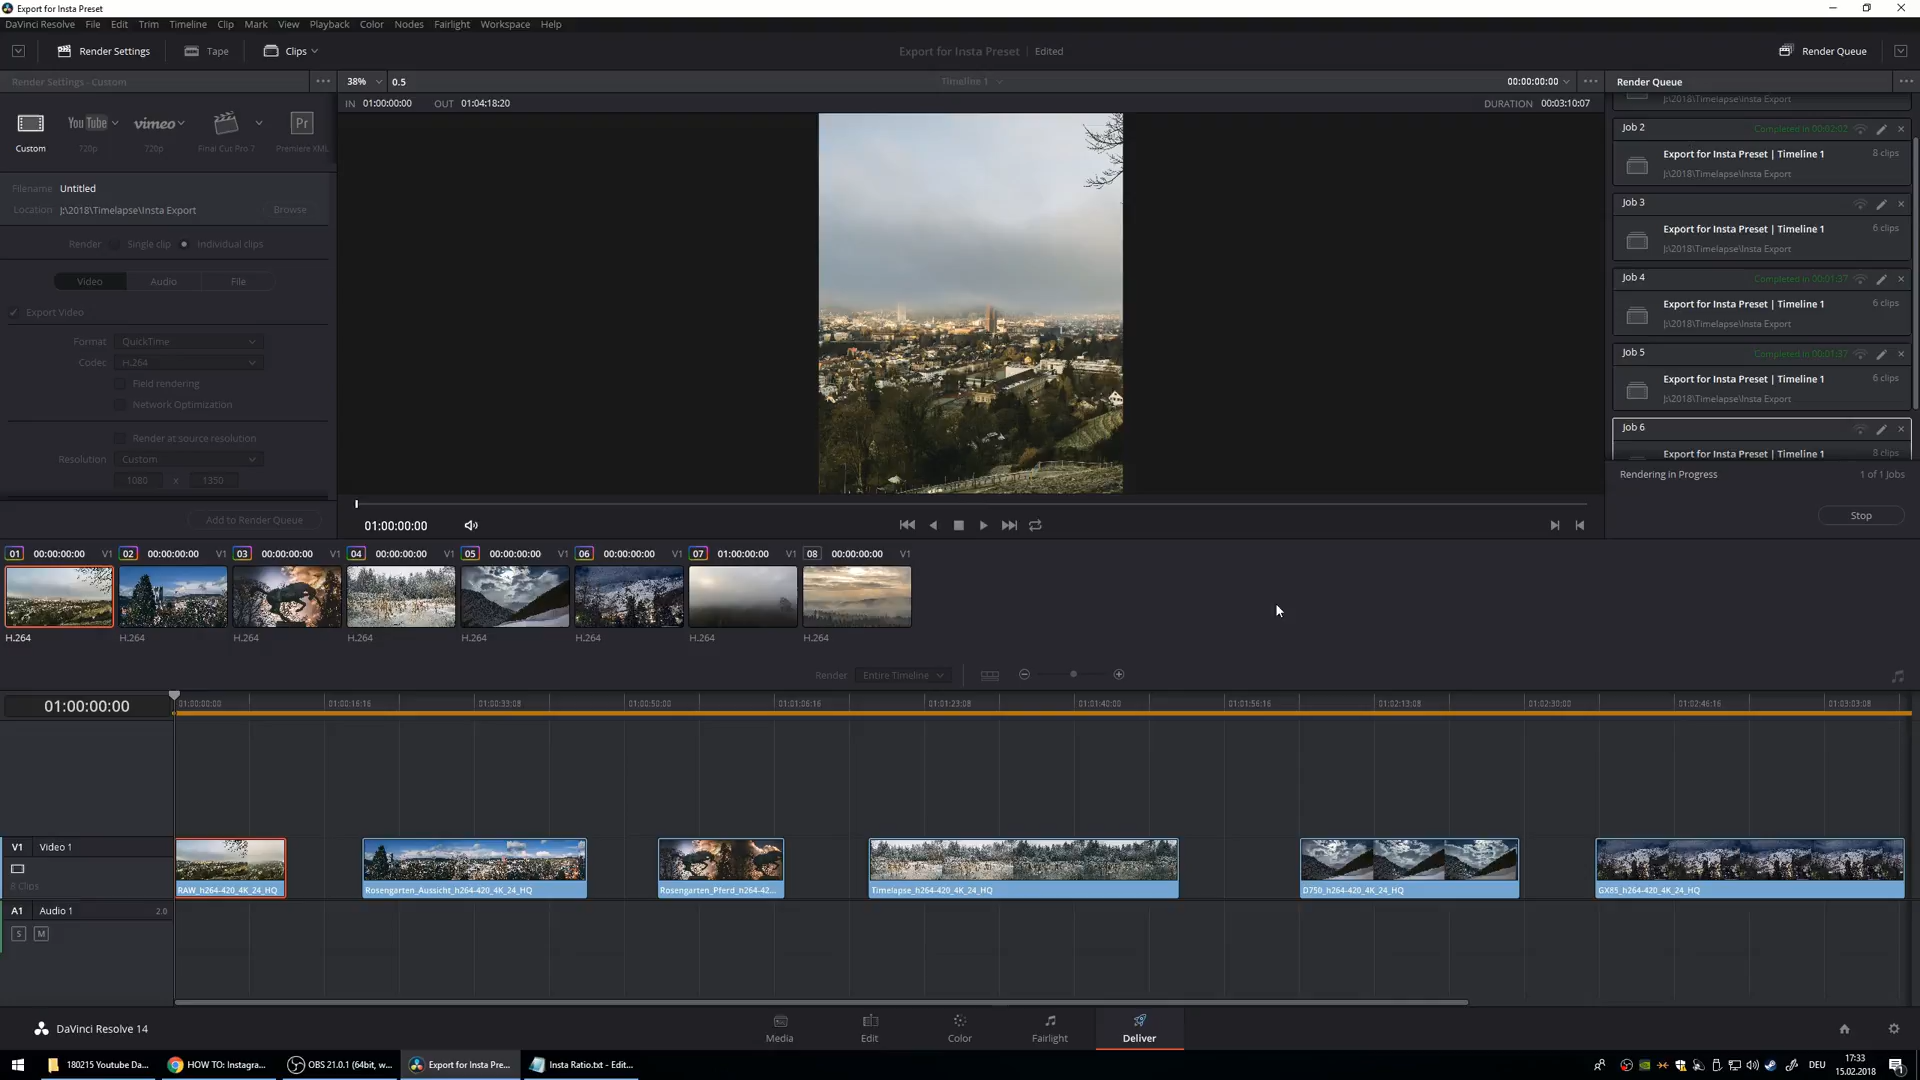 Export for Insta Preset
DaVinci Resolve File Edit Trim Timeline Clip Mark View Playback Color Nodes Fairlight Workspace Help
Render Settings Tape Clips Export for Insta Preset Edited Render Queue
Render Settings - Custom 38% 0.5 Timeline 1 00:00:00:00 Render Queue
IN 01:00:00:00 OUT 01:04:18:20 DURATION 00:03:10:07
J:\2018\Timelapse\Insta Export
YouTube vimeo Pr
Custom 720p 720p Final Cut Pro 7 Premiere XML
Job 2 Completed in 00:02:02
Export for Insta Preset | Timeline 1 8 clips
J:\2018\Timelapse\Insta Export
Filename Untitled
Location J:\2018\Timelapse\Insta Export Browse
Job 3
Export for Insta Preset | Timeline 1 6 clips
J:\2018\Timelapse\Insta Export
Render Single clip Individual clips
Video Audio File
Job 4 Completed in 00:01:37
Export for Insta Preset | Timeline 1 6 clips
J:\2018\Timelapse\Insta Export
Export Video
Format QuickTime
Codec H.264
Field rendering
Network Optimization
Job 5 Completed in 00:01:37
Export for Insta Preset | Timeline 1 6 clips
J:\2018\Timelapse\Insta Export
Render at source resolution
Resolution Custom
1080 x 1350
Job 6
Export for Insta Preset | Timeline 1 8 clips
Rendering in Progress 1 of 1 Jobs
Add to Render Queue 01:00:00:00 Stop
01 00:00:00:00 V1 02 00:00:00:00 V1 03 00:00:00:00 V1 04 00:00:00:00 V1 05 00:00:00:00 V1 06 00:00:00:00 V1 07 01:00:00:00 V1 08 00:00:00:00 V1
H.264 H.264 H.264 H.264 H.264 H.264 H.264 H.264
Render Entire Timeline
01:00:00:00 01:00:00:00 01:00:16:16 01:00:33:08 01:00:50:00 01:01:06:16 01:01:23:08 01:01:40:00 01:01:56:16 01:02:13:08 01:02:30:00 01:02:46:16 01:03:03:08
V1 Video 1
8 Clips
RAW_h264-420_4K_24_HQ Rosengarten_Aussicht_h264-420_4K_24_HQ Rosengarten_Pferd_h264-42... Timelapse_h264-420_4K_24_HQ D750_h264-420_4K_24_HQ GX85_h264-420_4K_24_HQ
A1 Audio 1 2.0
S M
DaVinci Resolve 14 Media Edit Color Fairlight Deliver
180215 Youtube Da... HOW TO: Instagra... OBS 21.0.1 (64bit, w... Export for Insta Pre... Insta Ratio.txt - Edit... DEU 17:33
15.02.2018